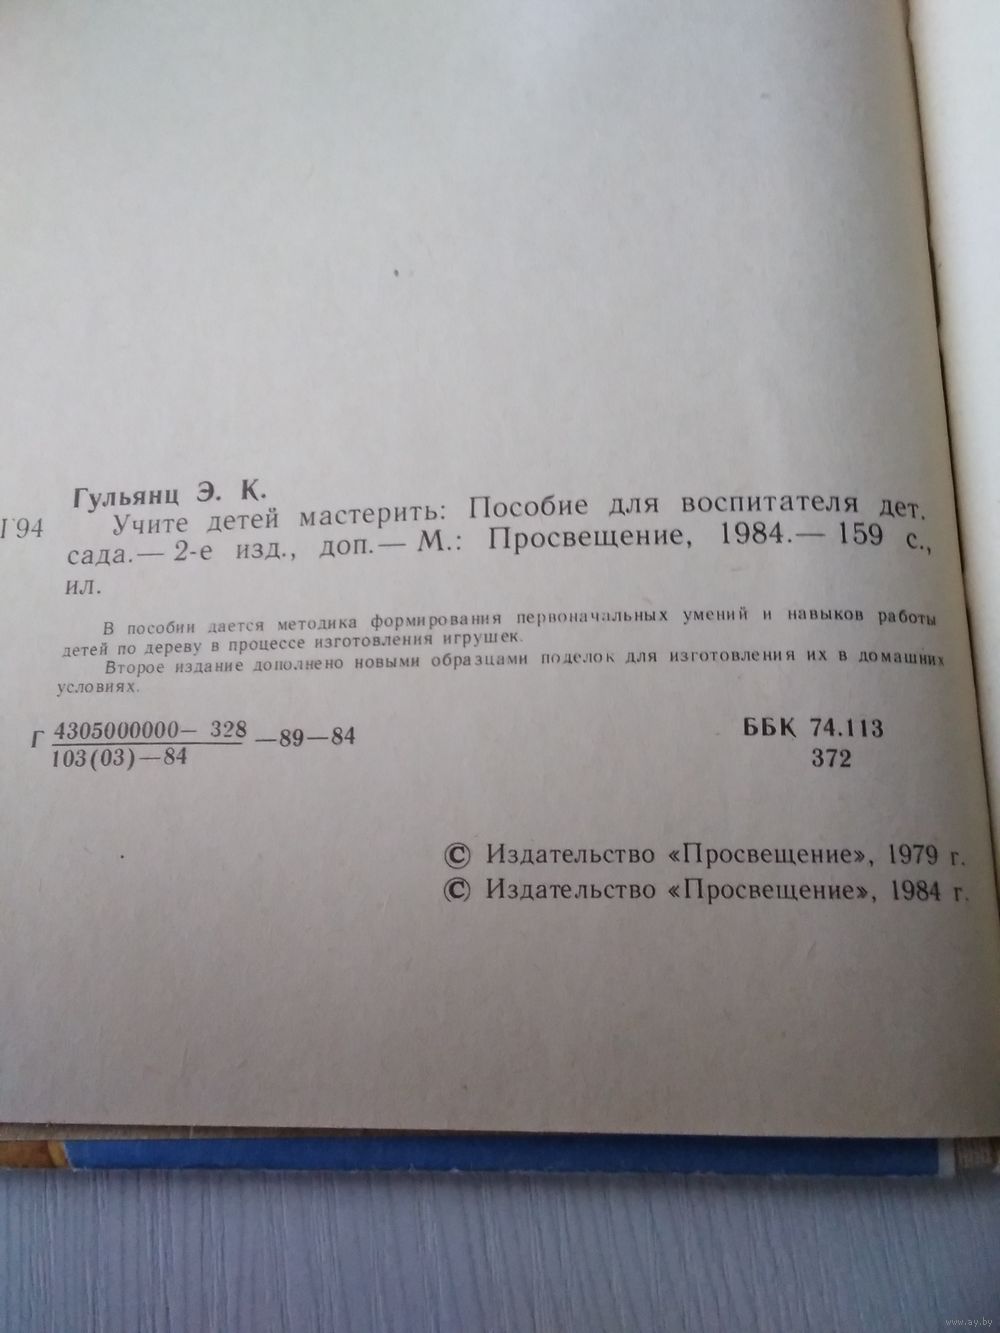 Гульянц Э. К.
Г94 Учите детей мастерить: Пособие для воспитателя дет.
сада.— 2-е изд., доп.— М.: Просвещение, 1984.— 159 с.,
ил.
В пособии дается методика формирования первоначальных умений и навыков работы
детей по дереву в процессе изготовления игрушек.
Второе издание дополнено новыми образцами поделок для изготовления их в домашних
условиях.
Г 4305000000— 328 —89—84
103(03)—84
ББК 74.113
372
© Издательство «Просвещение», 1979 г.
© Издательство «Просвещение», 1984 г.
www.ay.by